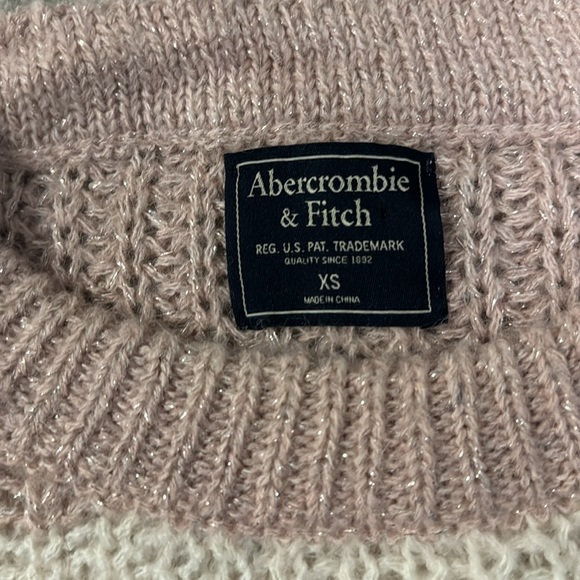 Abercrombie
& Fitch
REG. U.S. PAT. TRADEMARK
QUALITY SINCE 1892
XS
MADE IN CHINA